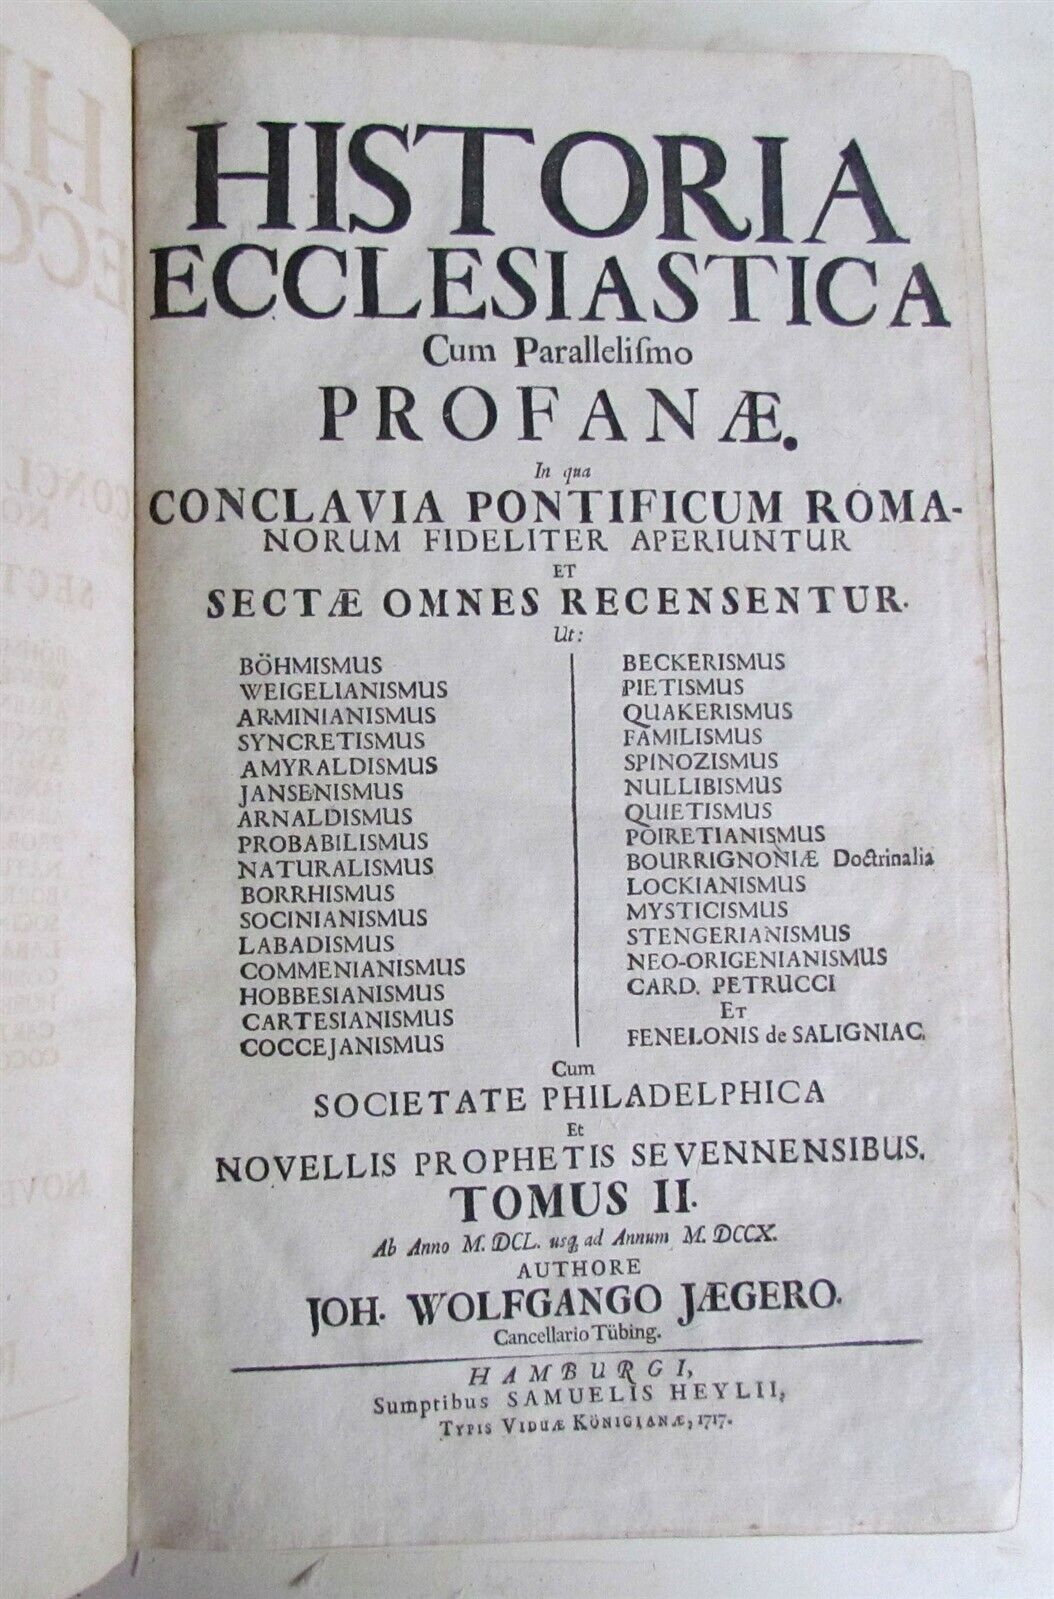 HISTORIA
ECCLESIASTICA
Cum Paralleliſmo
PROFANÆ.
In qua
CONCLAVIA PONTIFICUM ROMA-
NORUM FIDELITER APERIUNTUR
ET
SECTÆ OMNES RECENSENTUR.
Ut:
BÖHMISMUS
WEIGELIANISMUS
ARMINIANISMUS
SYNCRETISMUS
AMYRALDISMUS
JANSENISMUS
ARNALDISMUS
PROBABILISMUS
NATURALISMUS
BORRHISMUS
SOCINIANISMUS
LABADISMUS
COMMENIANISMUS
HOBBESIANISMUS
CARTESIANISMUS
COCCEJANISMUS
BECKERISMUS
PIETISMUS
QUAKERISMUS
FAMILISMUS
SPINOZISMUS
NULLIBISMUS
QUIETISMUS
POIRETIANISMUS
BOURRIGNONIÆ Doctrinalia
LOCKIANISMUS
MYSTICISMUS
STENGERIANISMUS
NEO-ORIGENIANISMUS
CARD. PETRUCCI
ET
FENELONIS de SALIGNIAC.
Cum
SOCIETATE PHILADELPHICA
Et
NOVELLIS PROPHETIS SEVENNENSIBUS.
TOMUS II.
Ab Anno M. DCL. usq; ad Annum M. DCCX.
AUTHORE
JOH. WOLFGANGO JÆGERO.
Cancellario Tübing.
HAMBURGI,
Sumptibus SAMUELIS HEYLII,
TYPIS VIDUÆ KÖNIGIANÆ, 1717.